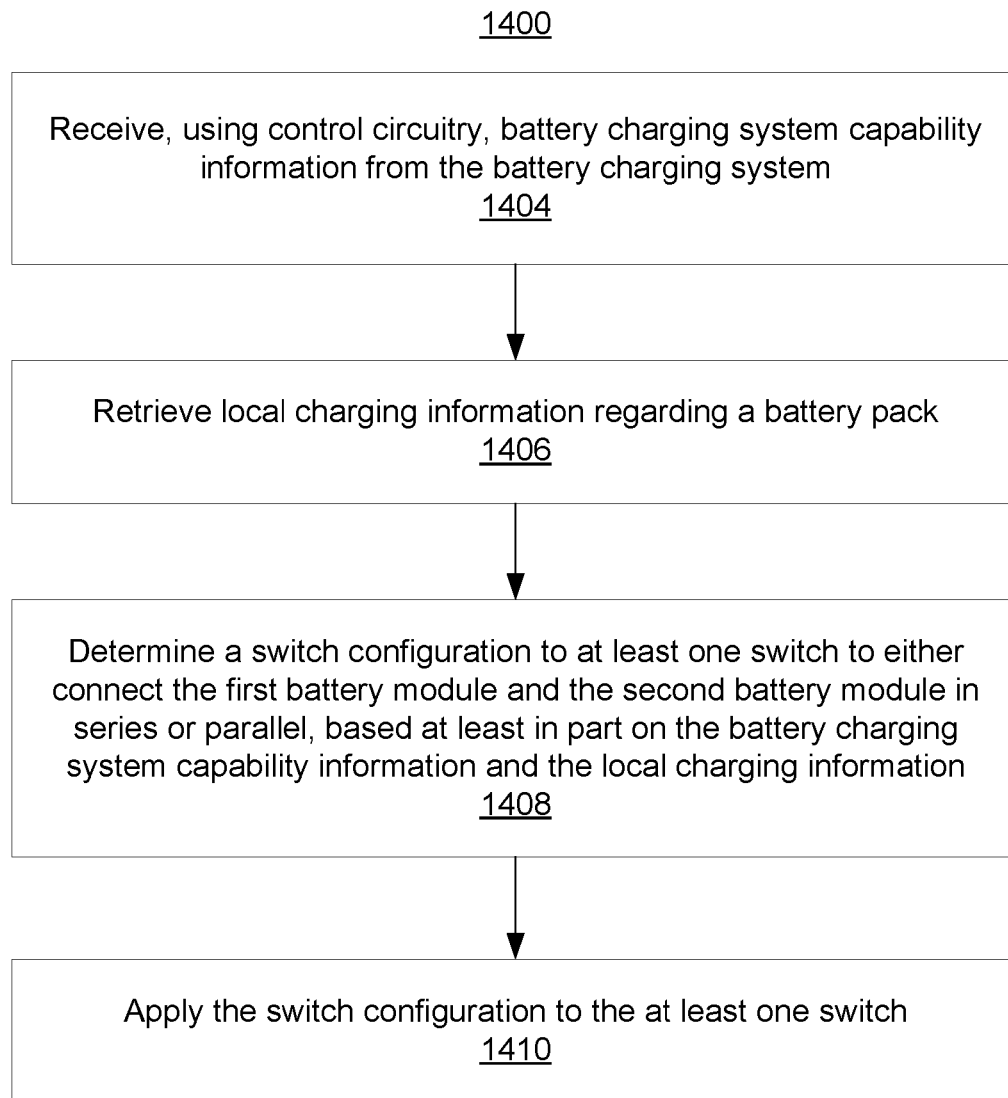 1400
Receive, using control circuitry, battery charging system capability
information from the battery charging system
1404
Retrieve local charging information regarding a battery pack
1406
Determine a switch configuration to at least one switch to either
connect the first battery module and the second battery module in
series or parallel, based at least in part on the battery charging
system capability information and the local charging information
1408
Apply the switch configuration to the at least one switch
1410